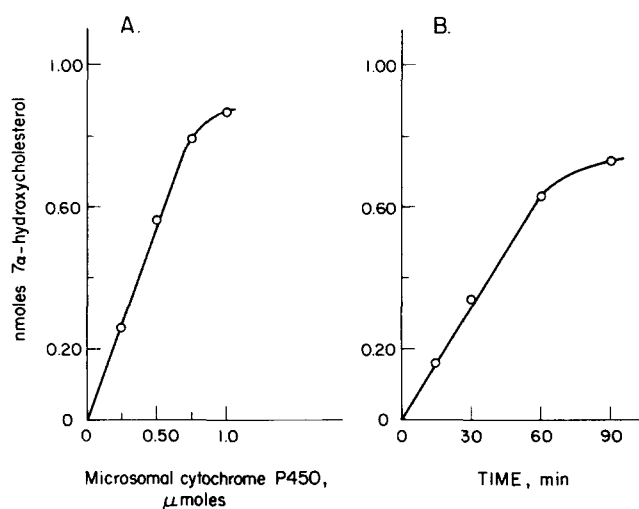 A.
B.
nmoles 7α-hydroxycholesterol
1.00
0.60
0.20
0
0 0.50 1.0
Microsomal cytochrome P450,
μmoles
1.00
0.60
0.20
0
0 30 60 90
TIME, min